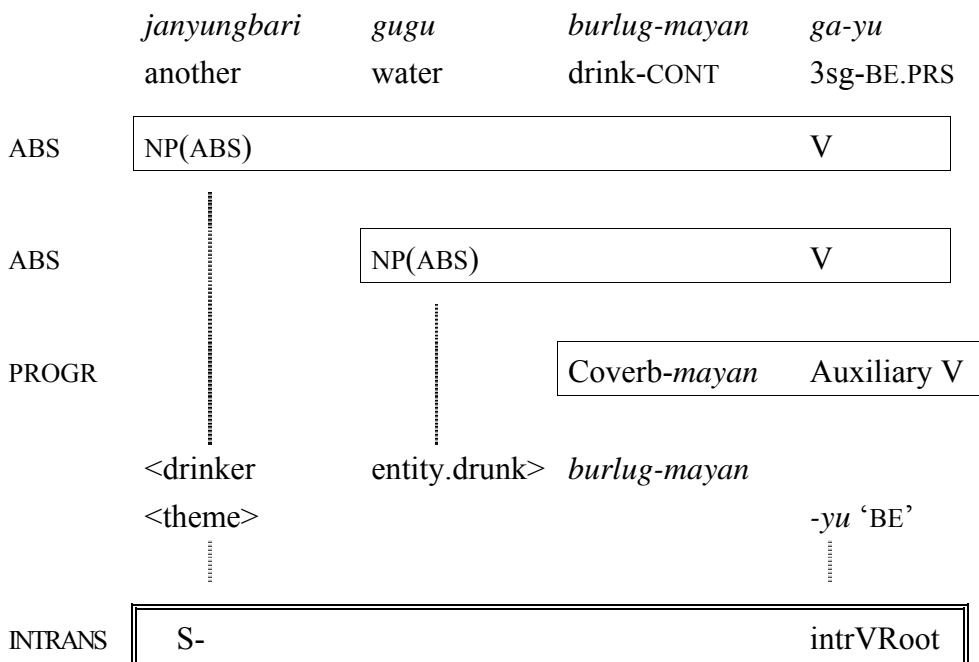 janyungbari gugu burlug-mayan ga-yu
another water drink-CONT 3sg-BE.PRS
ABS NP(ABS) V
ABS NP(ABS) V
PROGR Coverb-mayan Auxiliary V
<drinker entity.drunk> burlug-mayan
<theme> -yu ‘BE’
INTRANS S- intrVRoot